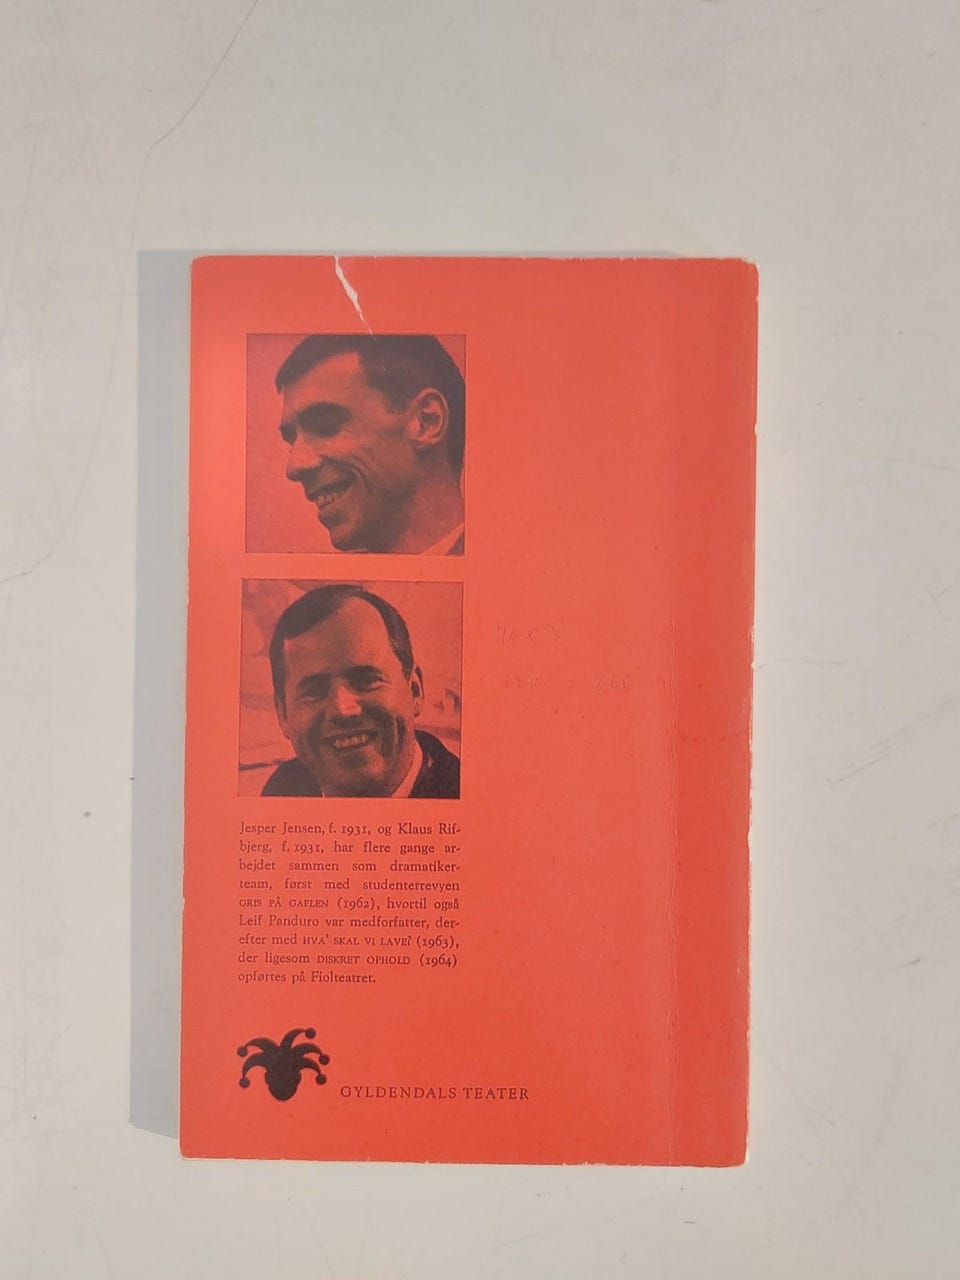 Jesper Jensen, f. 1931, og Klaus Rif-
bjerg, f. 1931, har flere gange ar-
bejdet sammen som dramatiker-
team, først med studenterrevyen
GRIS PÅ GAFLEN (1962), hvortil også
Leif Panduro var medforfatter, der-
efter med HVA' SKAL VI LAVE? (1963),
der ligesom DISKRET OPHOLD (1964)
opførtes på Fiolteatret.
GYLDENDALS TEATER